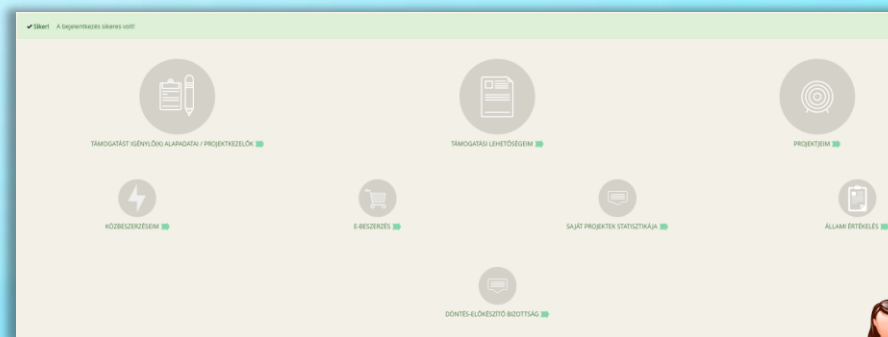 ✔Siker! A bejelentkezés sikeres volt!
TÁMOGATÁST IGÉNYLŐ(K) ALAPADATAI / PROJEKTKEZELŐK
TÁMOGATÁSI LEHETŐSÉGEIM
PROJEKTJEIM
KÖZBESZERZÉSEIM
E-BESZERZÉS
SAJÁT PROJEKTEK STATISZTIKÁJA
ÁLLAMI ÉRTÉKELÉS
DÖNTÉS-ELŐKÉSZÍTŐ BIZOTTSÁG